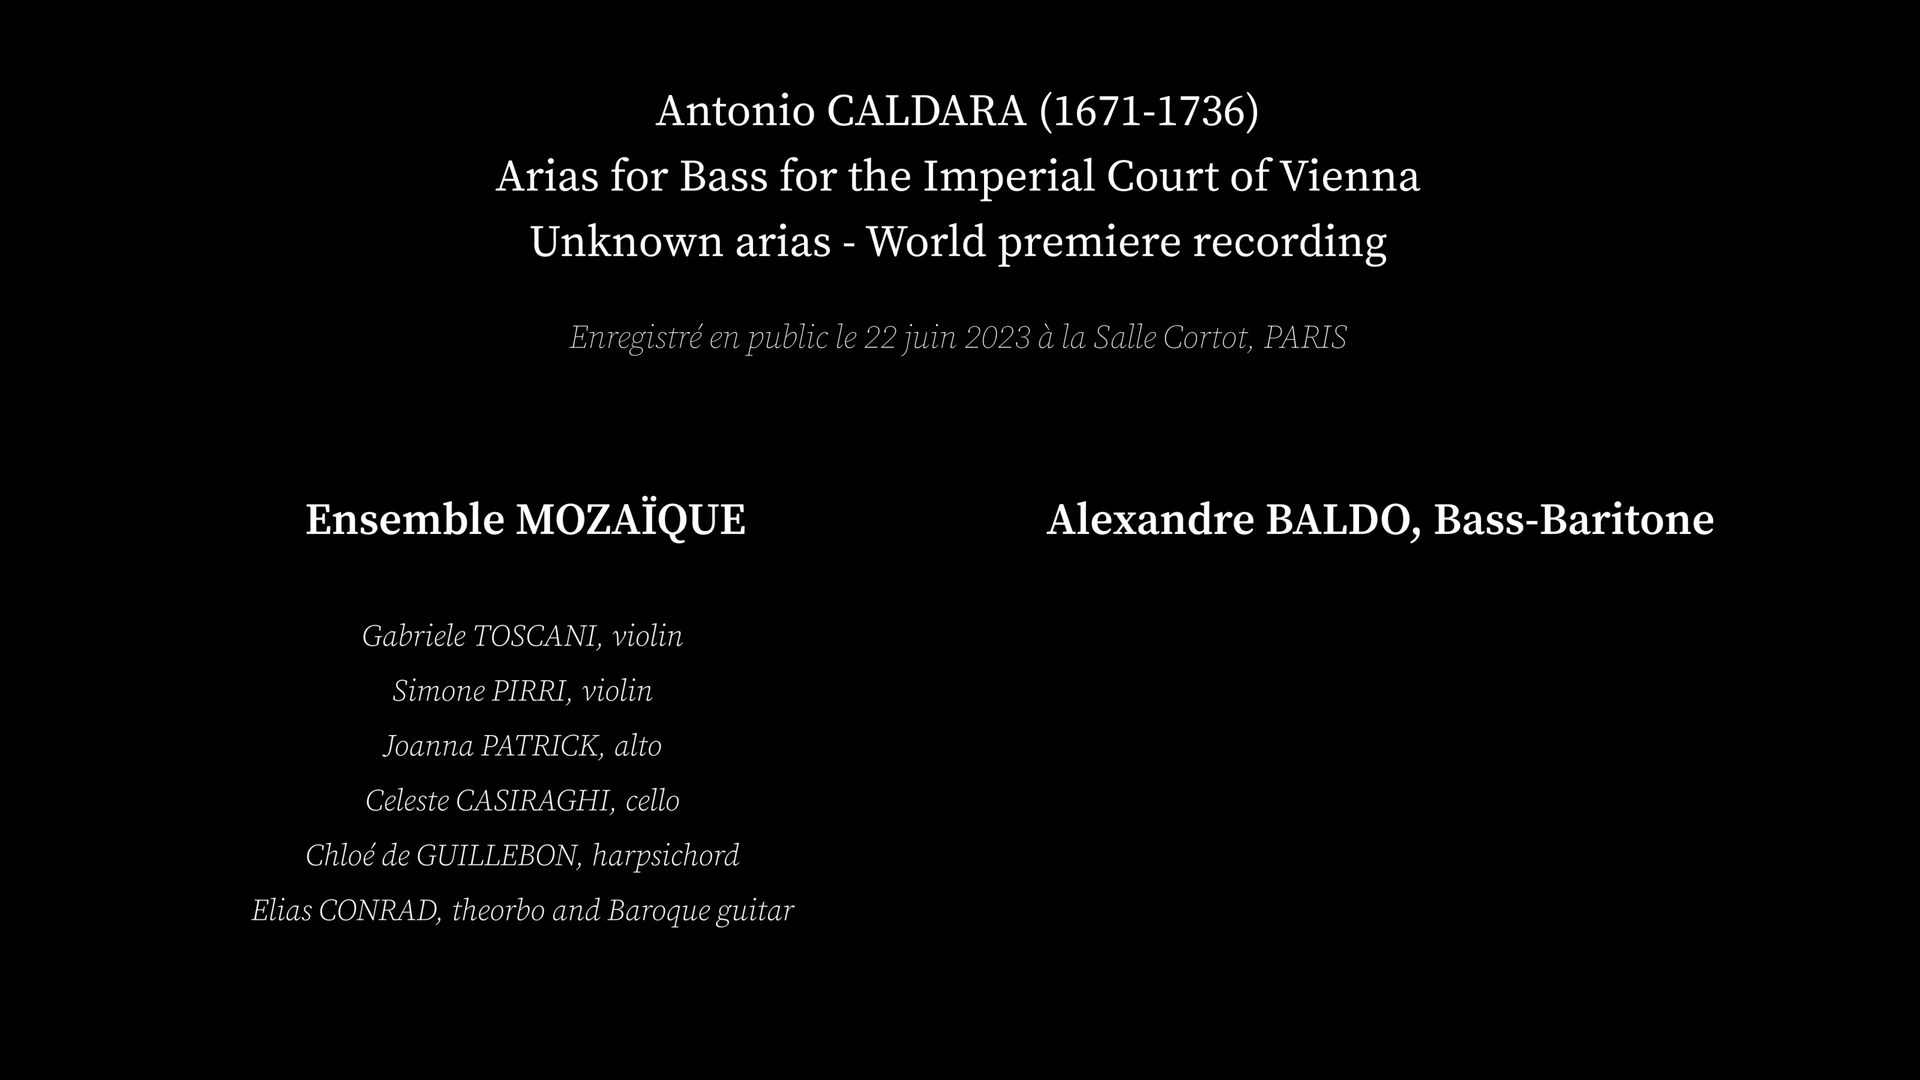 Antonio CALDARA (1671-1736)
Arias for Bass for the Imperial Court of Vienna
Unknown arias - World premiere recording
Enregistré en public le 22 juin 2023 à la Salle Cortot, PARIS
Ensemble MOZAÏQUE
Gabriele TOSCANI, violin
Simone PIRRI, violin
Joanna PATRICK, alto
Celeste CASIRAGHI, cello
Chloé de GUILLEBON, harpsichord
Elias CONRAD, theorbo and Baroque guitar
Alexandre BALDO, Bass-Baritone